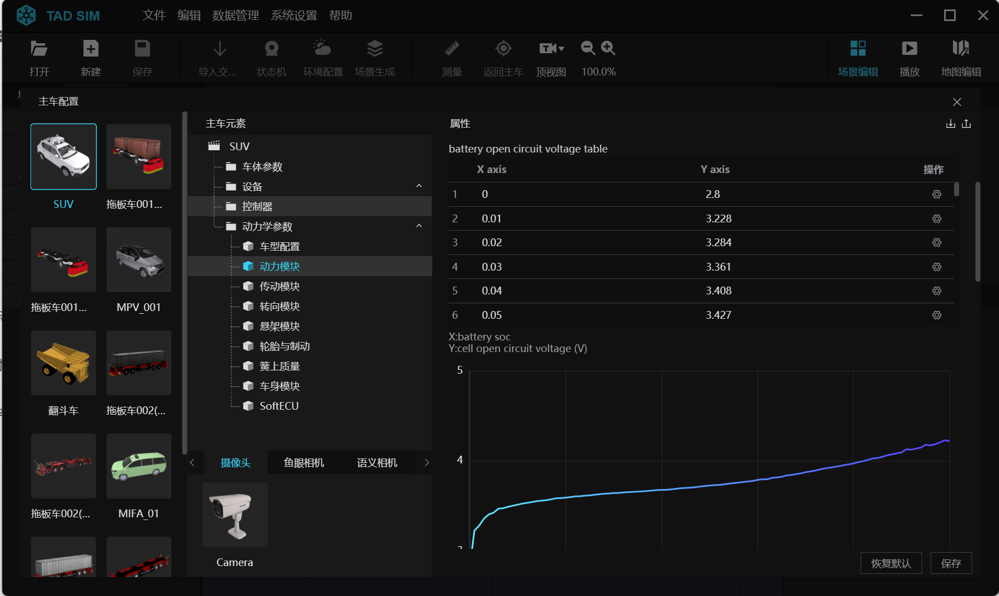 TAD SIM 文件 编辑 数据管理 系统设置 帮助
打开 新建 保存 导入交... 状态机 环境配置 场景生成 测量 返回主车 顶视图 100.0% 场景编辑 播放 地图编辑
主车配置
SUV
拖板车001...
拖板车001...
MPV_001
翻斗车
拖板车002(...
拖板车002(...
MIFA_01
主车元素
SUV
车体参数
设备
控制器
动力学参数
车型配置
动力模块
传动模块
转向模块
悬架模块
轮胎与制动
簧上质量
车身模块
SoftECU
摄像头 鱼眼相机 语义相机
Camera
属性
battery open circuit voltage table
X axis Y axis 操作
1 0 2.8
2 0.01 3.228
3 0.02 3.284
4 0.03 3.361
5 0.04 3.408
6 0.05 3.427
X:battery soc
Y:cell open circuit voltage (V)
5
4
恢复默认 保存